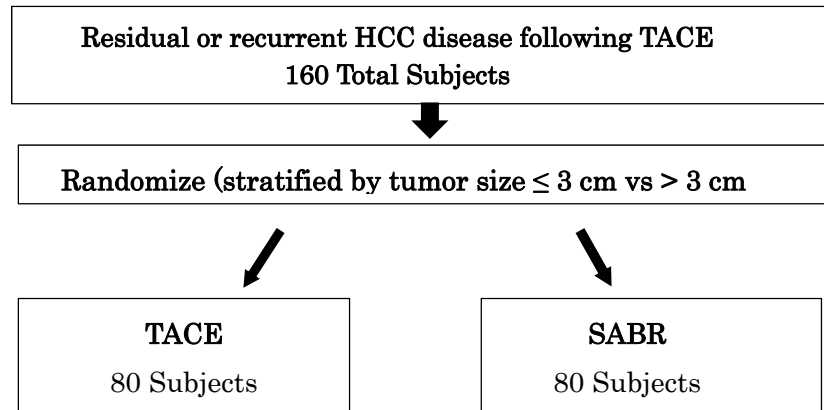 Residual or recurrent HCC disease following TACE
160 Total Subjects
Randomize (stratified by tumor size ≤ 3 cm vs > 3 cm
TACE
80 Subjects
SABR
80 Subjects